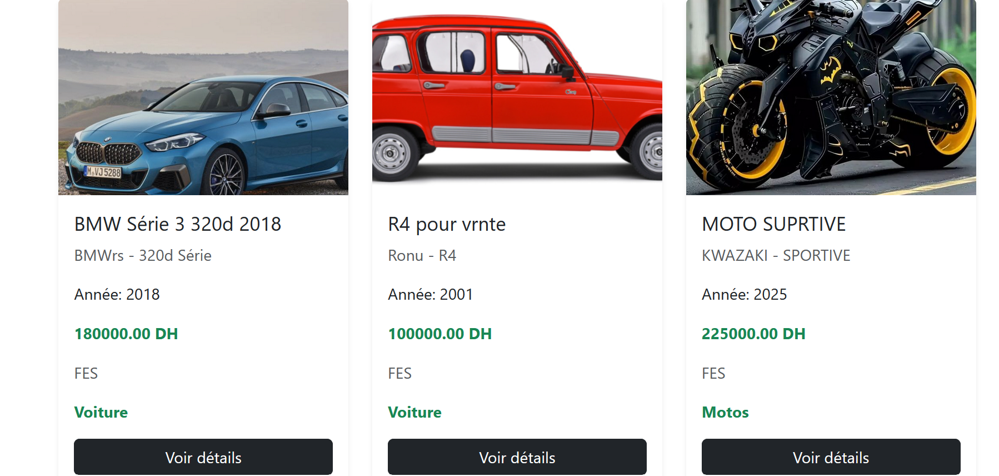 M VJ 5288
BMW Série 3 320d 2018
BMWrs - 320d Série
Année: 2018
180000.00 DH
FES
Voiture
Voir détails
Clan
R4 pour vrnte
Ronu - R4
Année: 2001
100000.00 DH
FES
Voiture
Voir détails
MOTO SUPRTIVE
KWAZAKI - SPORTIVE
Année: 2025
225000.00 DH
FES
Motos
Voir détails